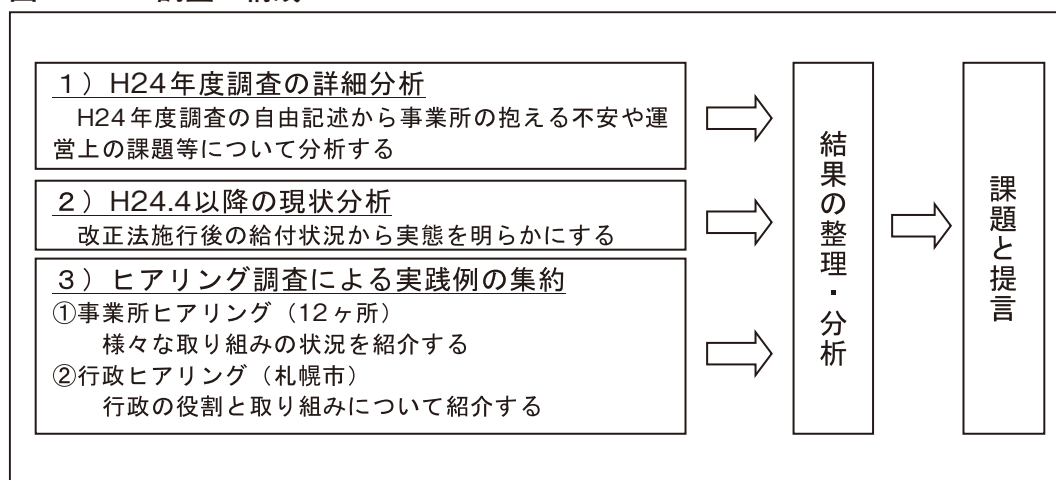 1）H24年度調査の詳細分析
H24年度調査の自由記述から事業所の抱える不安や運
営上の課題等について分析する
2）H24.4以降の現状分析
改正法施行後の給付状況から実態を明らかにする
3）ヒアリング調査による実践例の集約
①事業所ヒアリング（12ヶ所）
様々な取り組みの状況を紹介する
②行政ヒアリング（札幌市）
行政の役割と取り組みについて紹介する
結果の整理・分析
課題と提言